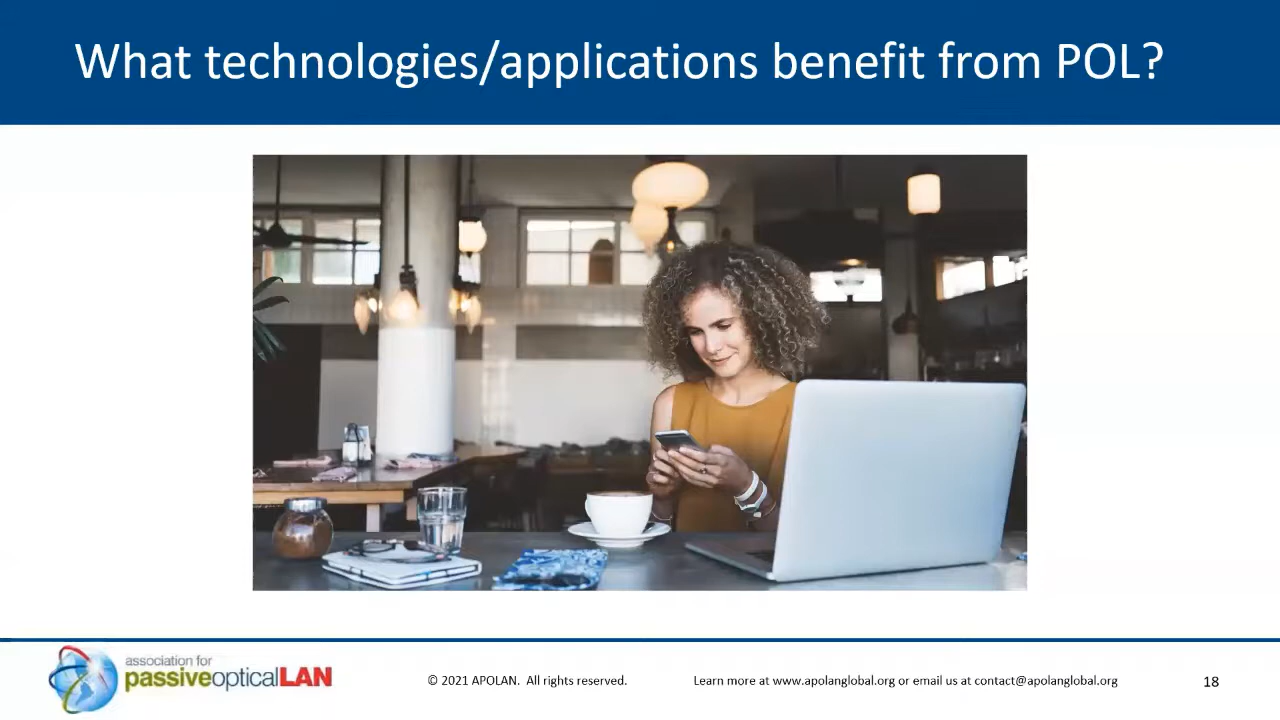 What technologies/applications benefit from POL?
association for
passiveopticalLAN
© 2021 APOLAN. All rights reserved.
Learn more at www.apolanglobal.org or email us at contact@apolanglobal.org
18